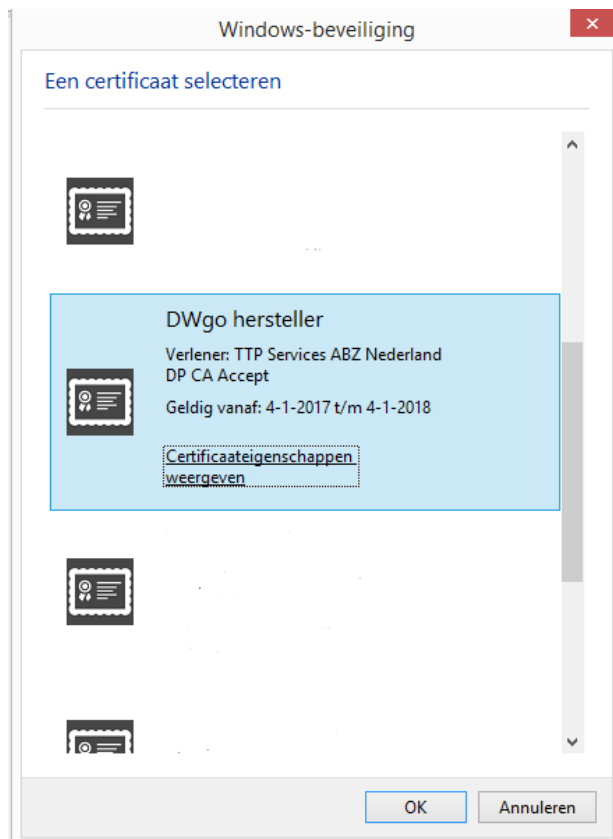 Windows-beveiliging
Een certificaat selecteren
DWgo hersteller
Verlener: TTP Services ABZ Nederland
DP CA Accept
Geldig vanaf: 4-1-2017 t/m 4-1-2018
Certificaateigenschappen
weergeven
OK
Annuleren